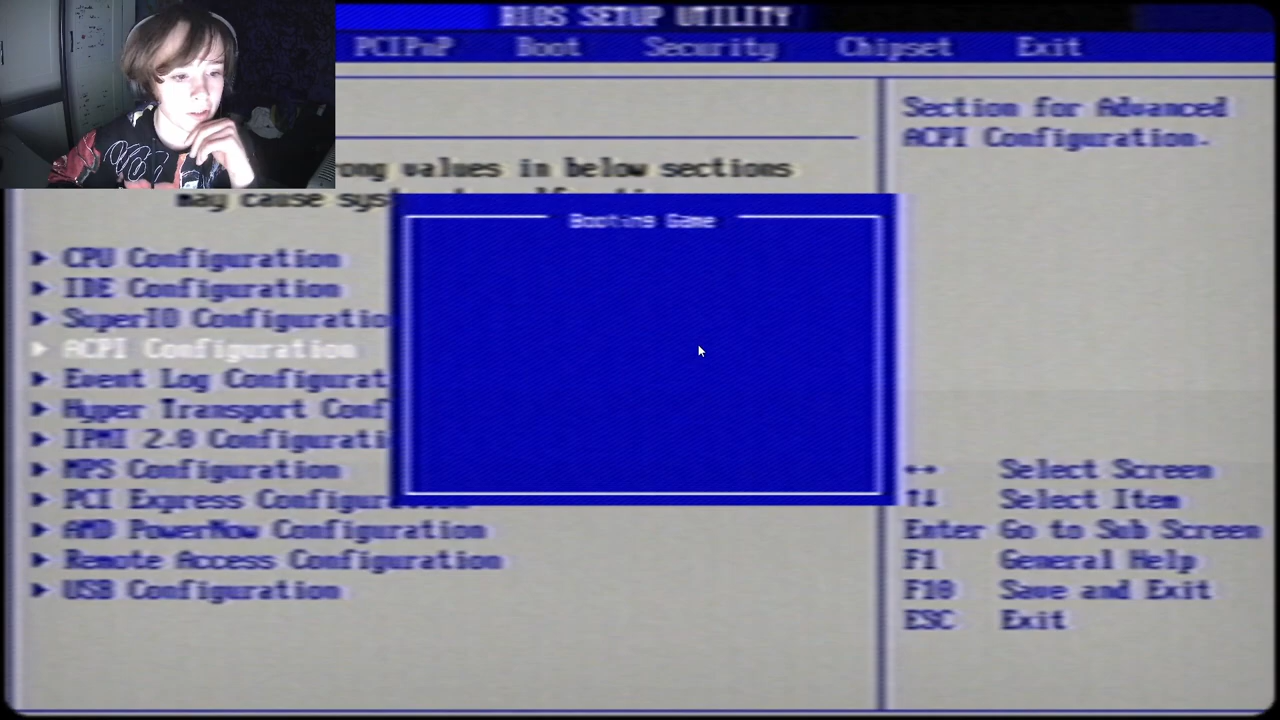 BIOS SETUP UTILITY
PCIPnP Boot Security Chipset Exit
Section for Advanced
ACPI Configuration.
rong values in below sections
may cause sys
Booting Game
CPU Configuration
IDE Configuration
SuperIO Configuratio
ACPI Configuration
Event Log Configurat
Hyper Transport Conf
IPMI 2.0 Configurati
MPS Configuration
PCI Express Configur
AMD PowerNow Configuration
Remote Access Configuration
USB Configuration
↔ Select Screen
↑↓ Select Item
Enter Go to Sub Screen
F1 General Help
F10 Save and Exit
ESC Exit